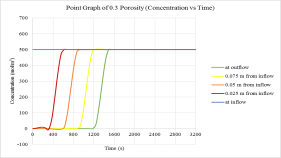 Point Graph of 0.3 Porosity (Concentration vs Time)
700
600
500
400
300
200
100
0
-100
0 400 800 1200 1600 2000 2400 2800 3200
Concentration (mol/m³)
Time (s)
at outflow
0.075 m from inflow
0.05 m from inflow
0.025 m from inflow
at inflow